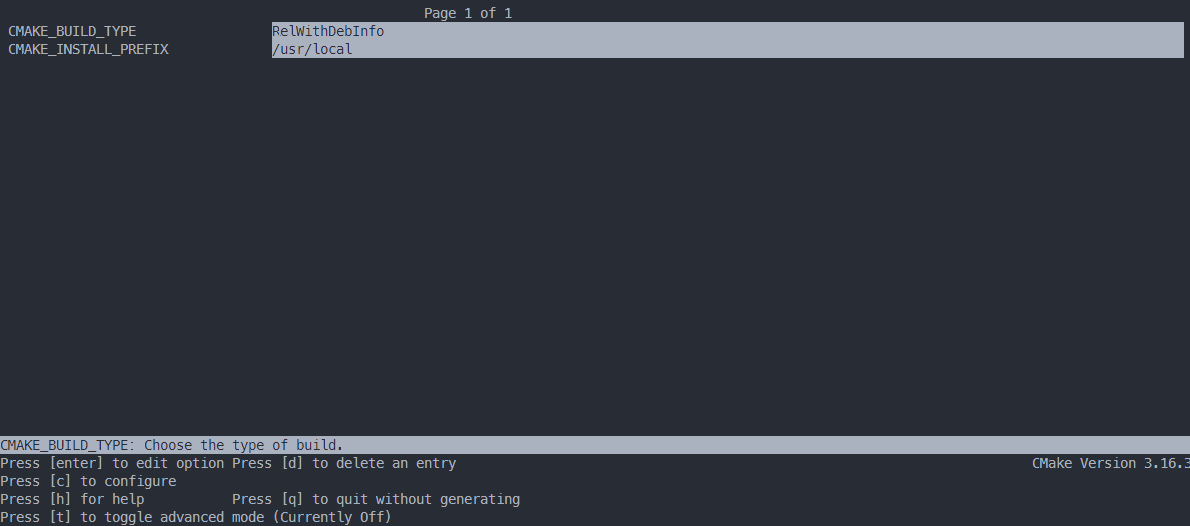 Page 1 of 1
CMAKE_BUILD_TYPE RelWithDebInfo
CMAKE_INSTALL_PREFIX /usr/local
CMAKE_BUILD_TYPE: Choose the type of build.
Press [enter] to edit option Press [d] to delete an entry CMake Version 3.16.3
Press [c] to configure
Press [h] for help Press [q] to quit without generating
Press [t] to toggle advanced mode (Currently Off)